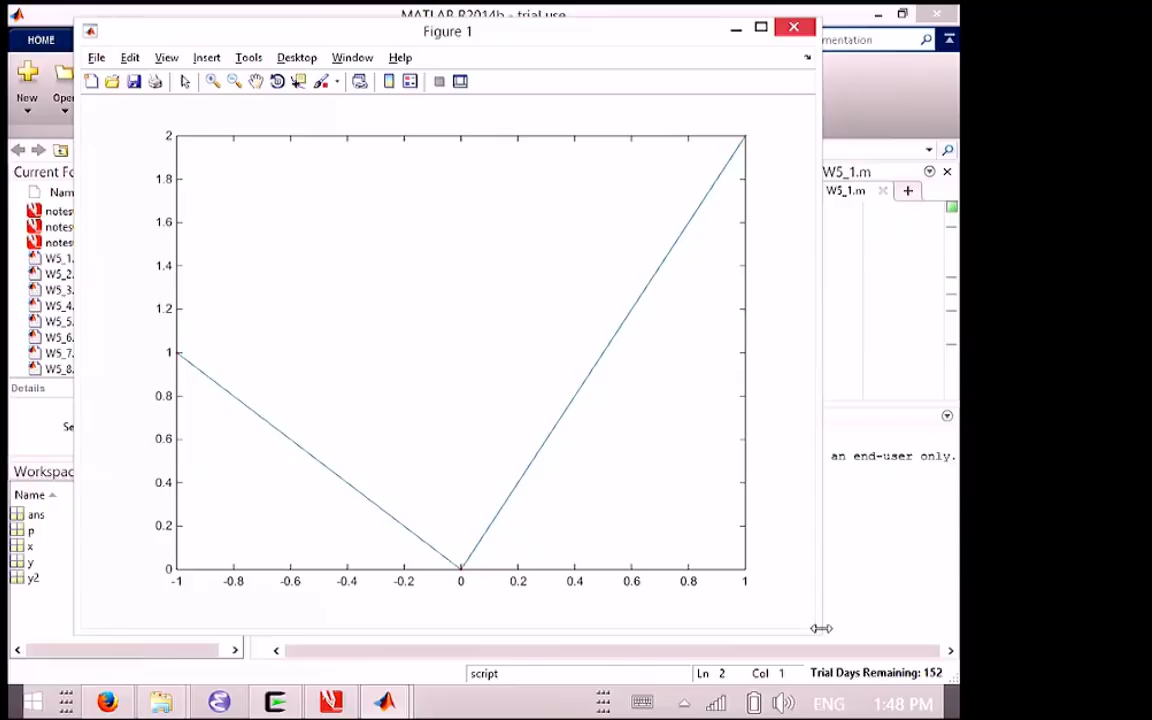 MATLAB R2014b - trial use
HOME
Figure 1
mentation
File Edit View Insert Tools Desktop Window Help
New
Open
Current Fo
Nam
W5_1.m
W5_1.m
notes
notes
notes
W5_1.
W5_2.
W5_3.
W5_4.
W5_5.
W5_6.
W5_7.
W5_8.
Details
Se
Workspac
Name
ans
p
x
y
y2
2
1.8
1.6
1.4
1.2
1
0.8
0.6
0.4
0.2
0
-1 -0.8 -0.6 -0.4 -0.2 0 0.2 0.4 0.6 0.8 1
an end-user only.
script
Ln 2 Col 1
Trial Days Remaining: 152
ENG
1:48 PM